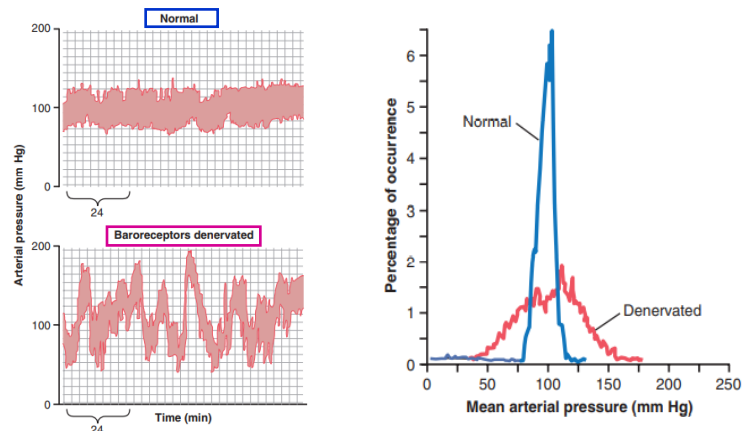 Normal
200
100
0
24
Arterial pressure (mm Hg)
Baroreceptors denervated
200
100
0
24
Time (min)
Percentage of occurrence
6
5
4
3
2
1
0
Normal
Denervated
0 50 100 150 200 250
Mean arterial pressure (mm Hg)